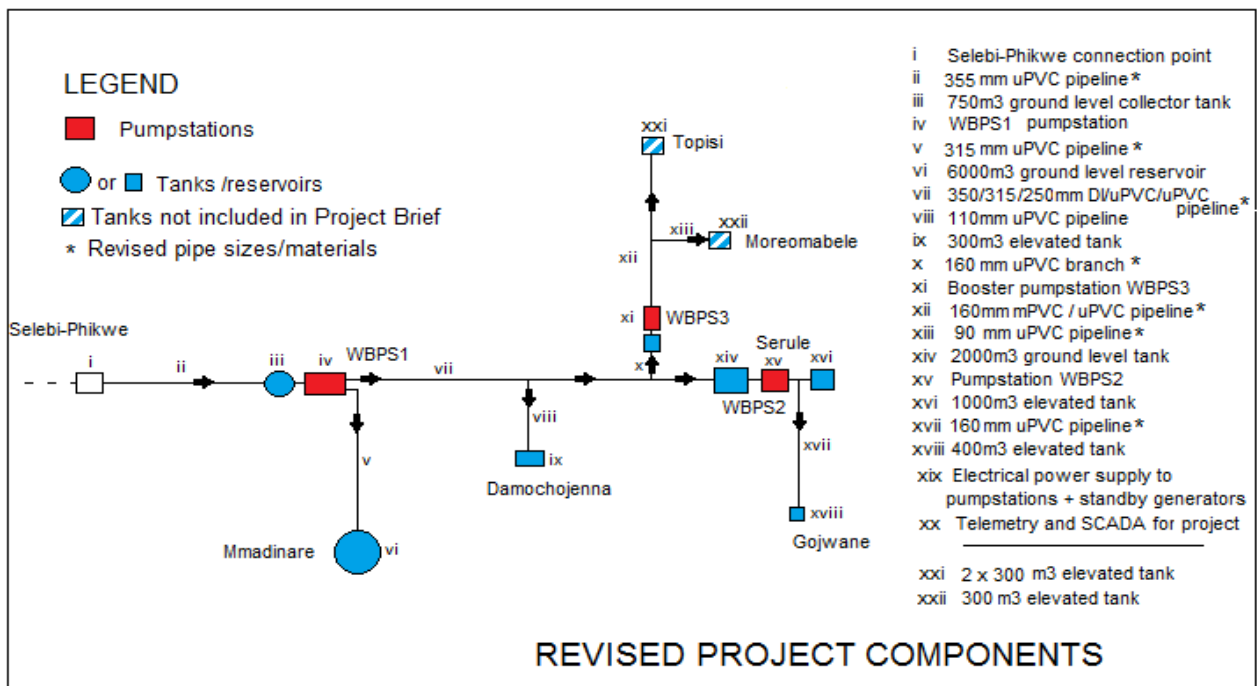 LEGEND
Pumpstations
or Tanks /reservoirs
Tanks not included in Project Brief
* Revised pipe sizes/materials
xxi
Topisi
xxii
xiii
Moreomabele
xii
xi WBPS3
Selebi-Phikwe
i
ii
iii
iv
WBPS1
vii
x
xiv
Serule
xv
xvi
WBPS2
viii
ix
Damochojenna
v
xvii
xviii
Gojwane
Mmadinare
vi
i Selebi-Phikwe connection point
ii 355 mm uPVC pipeline *
iii 750m3 ground level collector tank
iv WBPS1 pumpstation
v 315 mm uPVC pipeline *
vi 6000m3 ground level reservoir
vii 350/315/250mm DI/uPVC/uPVC
pipeline *
viii 110mm uPVC pipeline
ix 300m3 elevated tank
x 160 mm uPVC branch *
xi Booster pumpstation WBPS3
xii 160mm mPVC / uPVC pipeline *
xiii 90 mm uPVC pipeline *
xiv 2000m3 ground level tank
xv Pumpstation WBPS2
xvi 1000m3 elevated tank
xvii 160 mm uPVC pipeline *
xviii 400m3 elevated tank
xix Electrical power supply to
pumpstations + standby generators
xx Telemetry and SCADA for project
xxi 2 x 300 m3 elevated tank
xxii 300 m3 elevated tank
REVISED PROJECT COMPONENTS